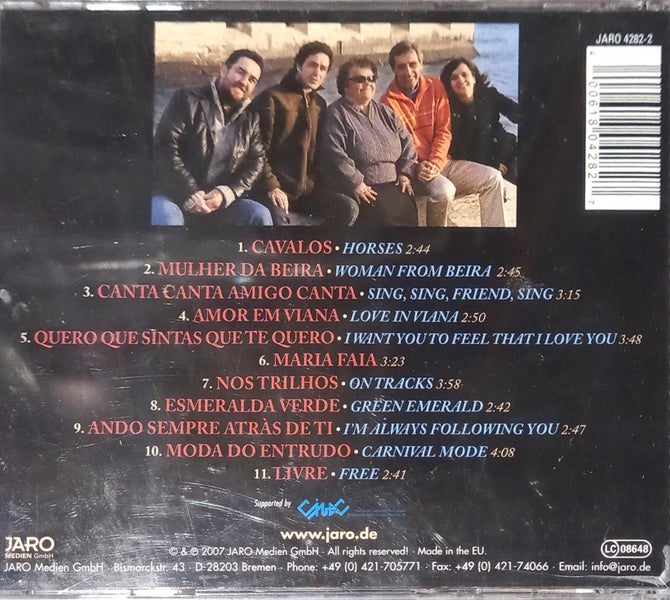 JARO 4282-2
4 006180 428227
1. CAVALOS • HORSES 2:44
2. MULHER DA BEIRA • WOMAN FROM BEIRA 2:45
3. CANTA CANTA AMIGO CANTA • SING, SING, FRIEND, SING 3:15
4. AMOR EM VIANA • LOVE IN VIANA 2:50
5. QUERO QUE SINTAS QUE TE QUERO • I WANT YOU TO FEEL THAT I LOVE YOU 3:48
6. MARIA FAIA 3:23
7. NOS TRILHOS • ON TRACKS 3:58
8. ESMERALDA VERDE • GREEN EMERALD 2:42
9. ANDO SEMPRE ATRÀS DE TI • I'M ALWAYS FOLLOWING YOU 2:47
10. MODA DO ENTRUDO • CARNIVAL MODE 4:08
11. LIVRE • FREE 2:41
Supported by
www.jaro.de
JARO
MEDIEN GmbH
© & ℗ 2007 JARO Medien GmbH · All rights reserved! · Made in the EU.
LC 08648
JARO Medien GmbH · Bismarckstr. 43 D-28203 Bremen · Phone: +49 (0) 421-705771 · Fax: +49 (0) 421-74066 · Email: info@jaro.de